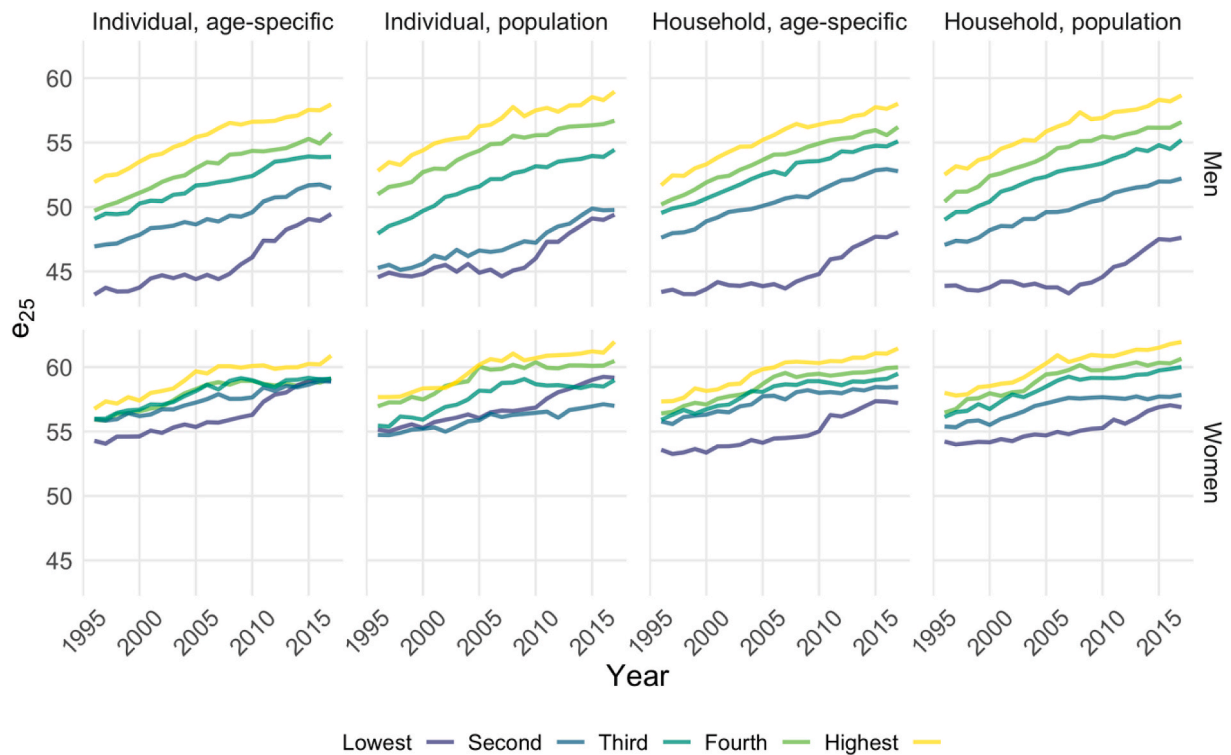 Individual, age-specific Individual, population Household, age-specific Household, population
60
55
50
45
Men
e25
60
55
50
45
Women
1995 2000 2005 2010 2015 1995 2000 2005 2010 2015 1995 2000 2005 2010 2015 1995 2000 2005 2010 2015
Year
Lowest Second Third Fourth Highest